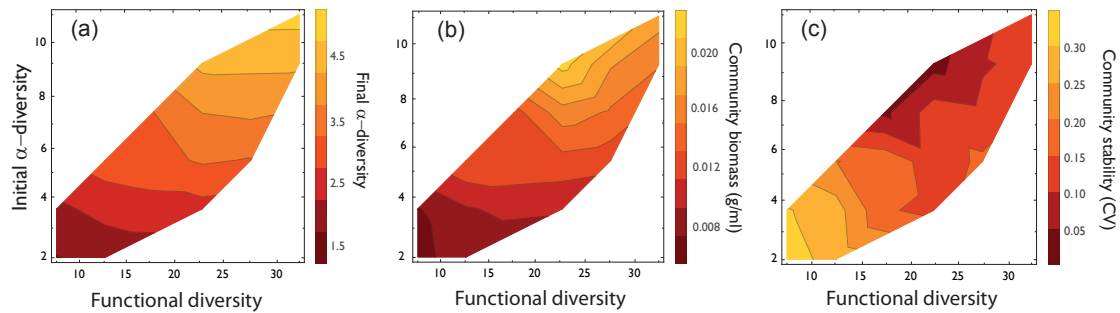 (a)
Initial α−diversity
10
8
6
4
2
10 15 20 25 30
Functional diversity
4.5
3.5
2.5
1.5
Final α−diversity
(b)
10
8
6
4
2
10 15 20 25 30
Functional diversity
0.020
0.016
0.012
0.008
Community biomass (g/ml)
(c)
10
8
6
4
2
10 15 20 25 30
Functional diversity
0.30
0.25
0.20
0.15
0.10
0.05
Community stability (CV)